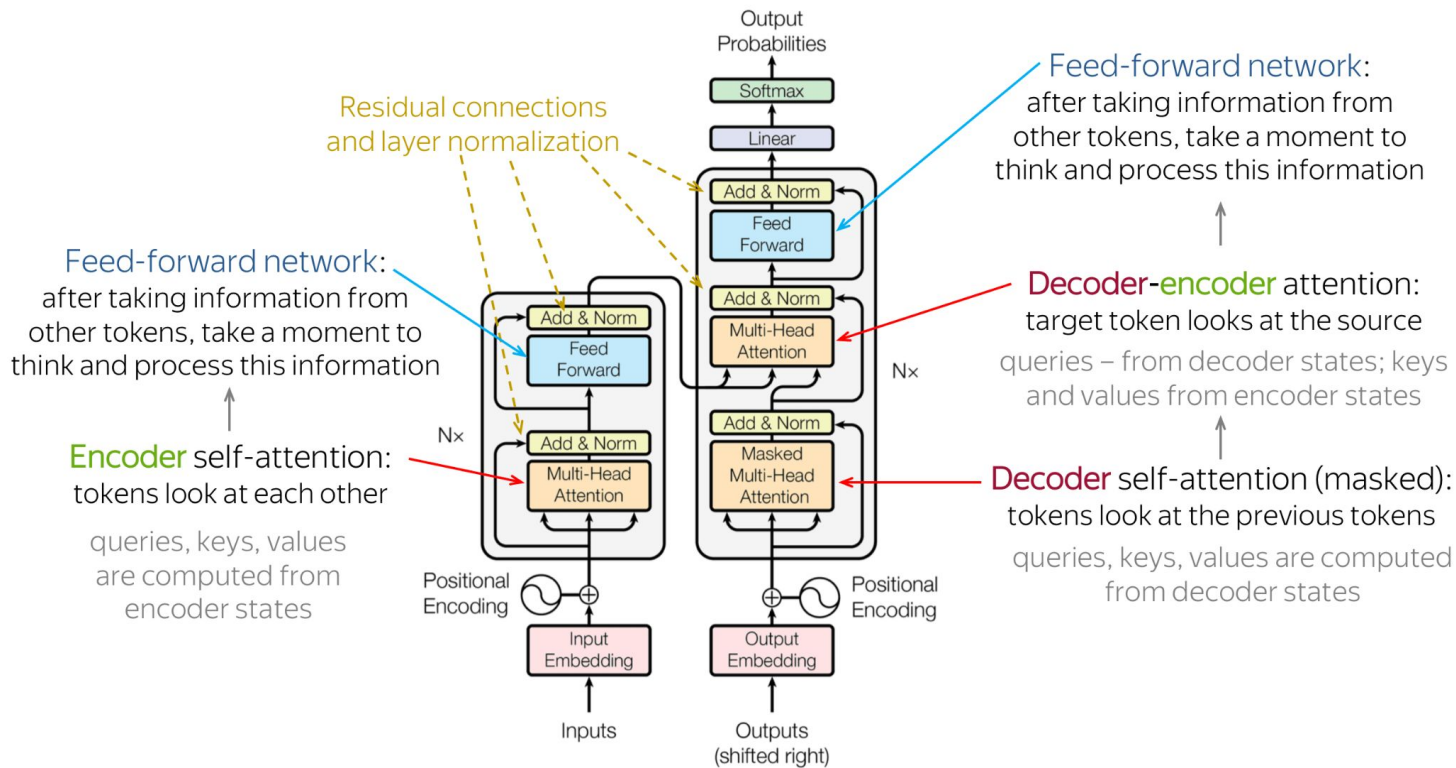 Output
Probabilities
Softmax
Linear
Add & Norm
Feed
Forward
Add & Norm
Multi-Head
Attention
Nx
Add & Norm
Masked
Multi-Head
Attention
Positional
Encoding
Output
Embedding
Outputs
(shifted right)
Residual connections
and layer normalization
Feed-forward network:
after taking information from
other tokens, take a moment to
think and process this information
Encoder self-attention:
tokens look at each other
queries, keys, values
are computed from
encoder states
Add & Norm
Feed
Forward
Nx
Add & Norm
Multi-Head
Attention
Positional
Encoding
Input
Embedding
Inputs
Feed-forward network:
after taking information from
other tokens, take a moment to
think and process this information
Decoder-encoder attention:
target token looks at the source
queries – from decoder states; keys
and values from encoder states
Decoder self-attention (masked):
tokens look at the previous tokens
queries, keys, values are computed
from decoder states